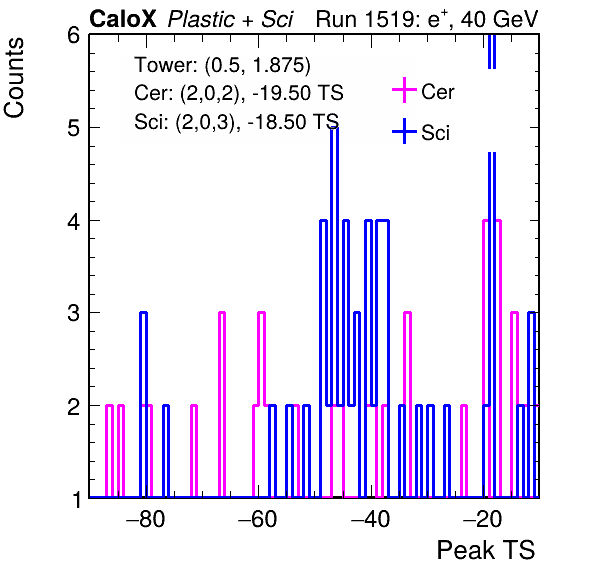 CaloX Plastic + Sci Run 1519: e⁺, 40 GeV
Counts
Tower: (0.5, 1.875)
Cer: (2,0,2), -19.50 TS
Sci: (2,0,3), -18.50 TS
Cer
Sci
6
5
4
3
2
1
−80 −60 −40 −20
Peak TS